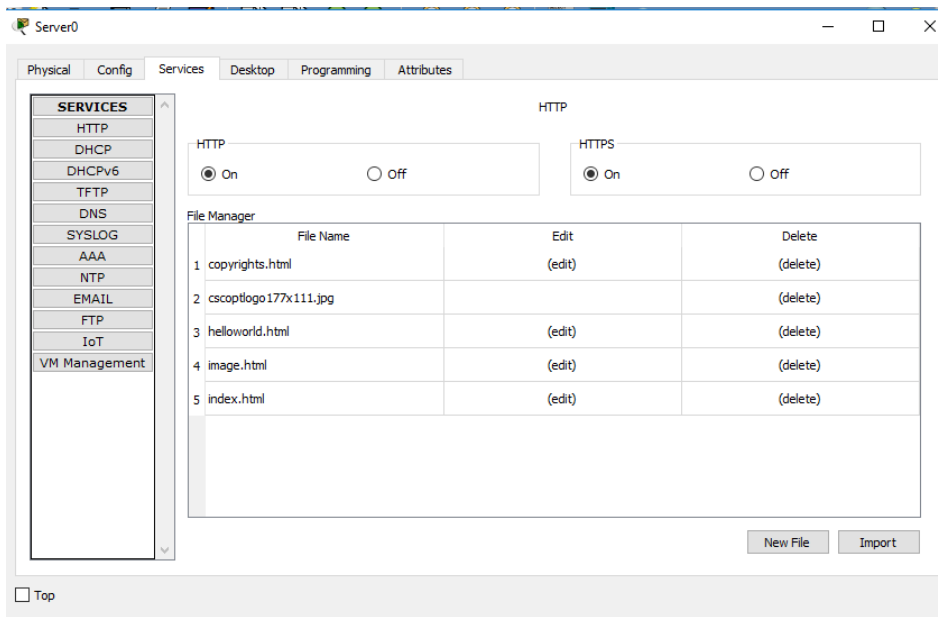 Server0
Physical Config Services Desktop Programming Attributes
SERVICES
HTTP
DHCP
DHCPv6
TFTP
DNS
SYSLOG
AAA
NTP
EMAIL
FTP
IoT
VM Management
HTTP
HTTP
On Off
HTTPS
On Off
File Manager
File Name Edit Delete
1 copyrights.html (edit) (delete)
2 cscoptlogo177x111.jpg (delete)
3 helloworld.html (edit) (delete)
4 image.html (edit) (delete)
5 index.html (edit) (delete)
New File Import
Top